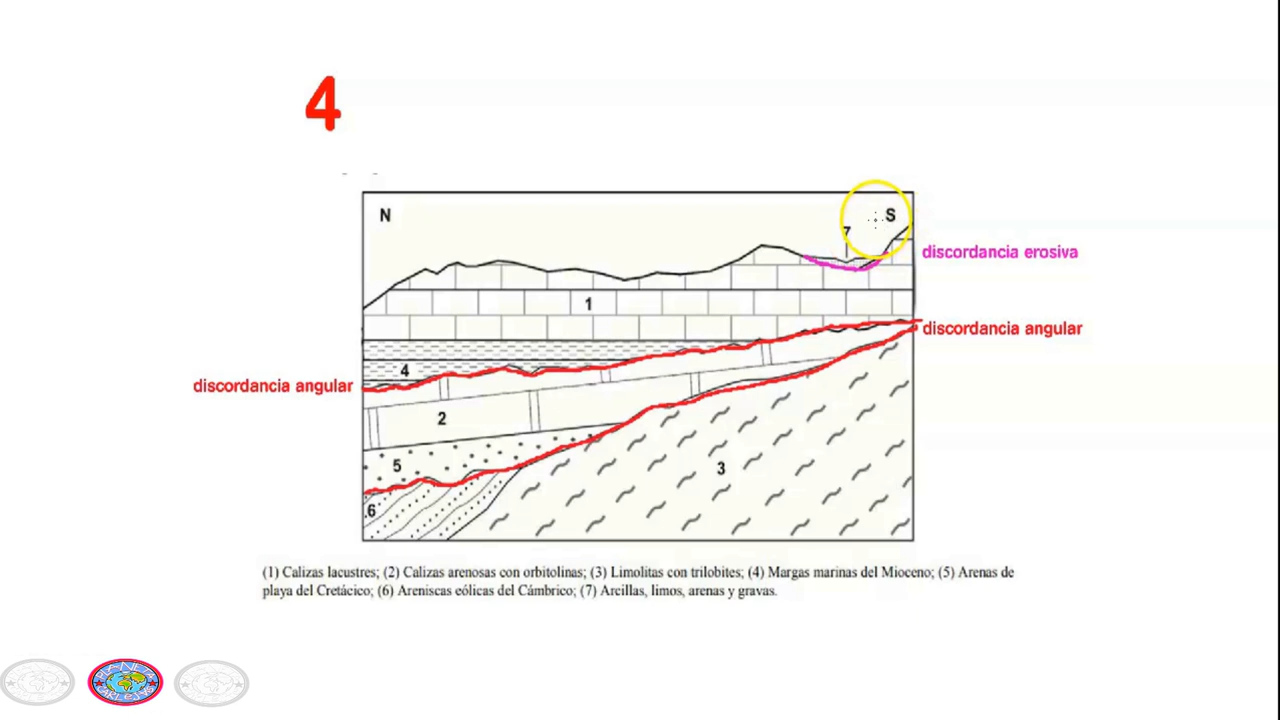 4
N
S
7
discordancia erosiva
1
discordancia angular
4
discordancia angular
2
5
3
6
(1) Calizas lacustres; (2) Calizas arenosas con orbitolinas; (3) Limolitas con trilobites; (4) Margas marinas del Mioceno; (5) Arenas de
playa del Cretácico; (6) Areniscas eólicas del Cámbrico; (7) Arcillas, limos, arenas y gravas.
PLANETA
CARLEJAS